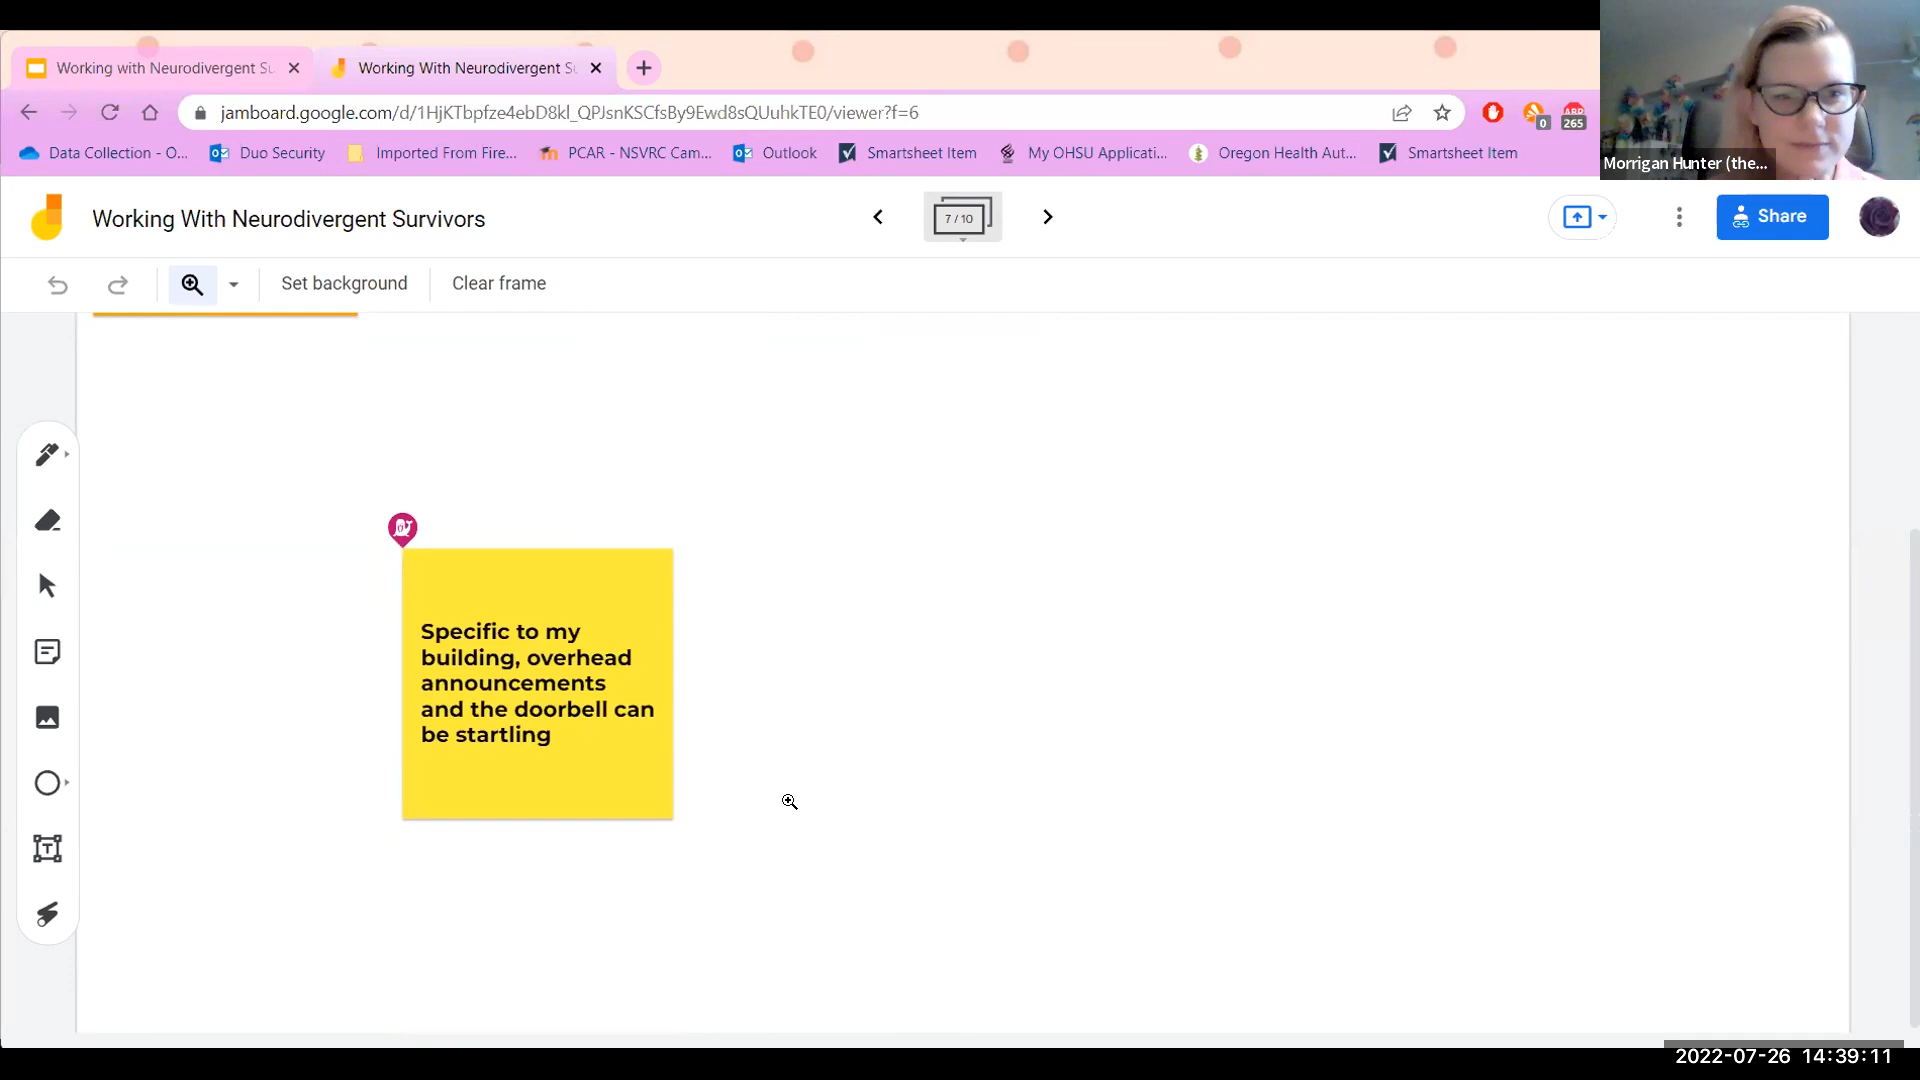 Working with Neurodivergent Su
Working With Neurodivergent Su
jamboard.google.com/d/1HjKTbpfze4ebD8kl_QPJsnKSCfsBy9Ewd8sQUuhkTE0/viewer?f=6
0
ABP
265
Data Collection - O...
Duo Security
Imported From Fire...
PCAR - NSVRC Cam...
Outlook
Smartsheet Item
My OHSU Applicati...
Oregon Health Aut...
Smartsheet Item
Morrigan Hunter (the...
Working With Neurodivergent Survivors
7 / 10
Share
Set background
Clear frame
Specific to my
building, overhead
announcements
and the doorbell can
be startling
2022-07-26 14:39:11